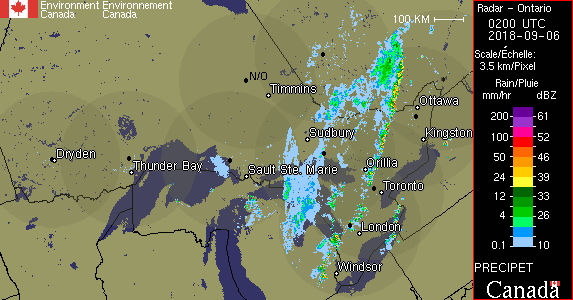 Environment Environnement
Canada Canada
100 KM
Radar - Ontario
0200 UTC
2018-09-06
Scale/Échelle:
3.5 km/Pixel
Rain/Pluie
mm/hr dBZ
200 61
100 52
50 46
24 39
12 33
4 26
0.1 10
PRECIPET
Canada
N/O
Timmins
Ottawa
Sudbury
Kingston
Dryden
Thunder Bay
Sault Ste. Marie
Orillia
Toronto
London
Windsor